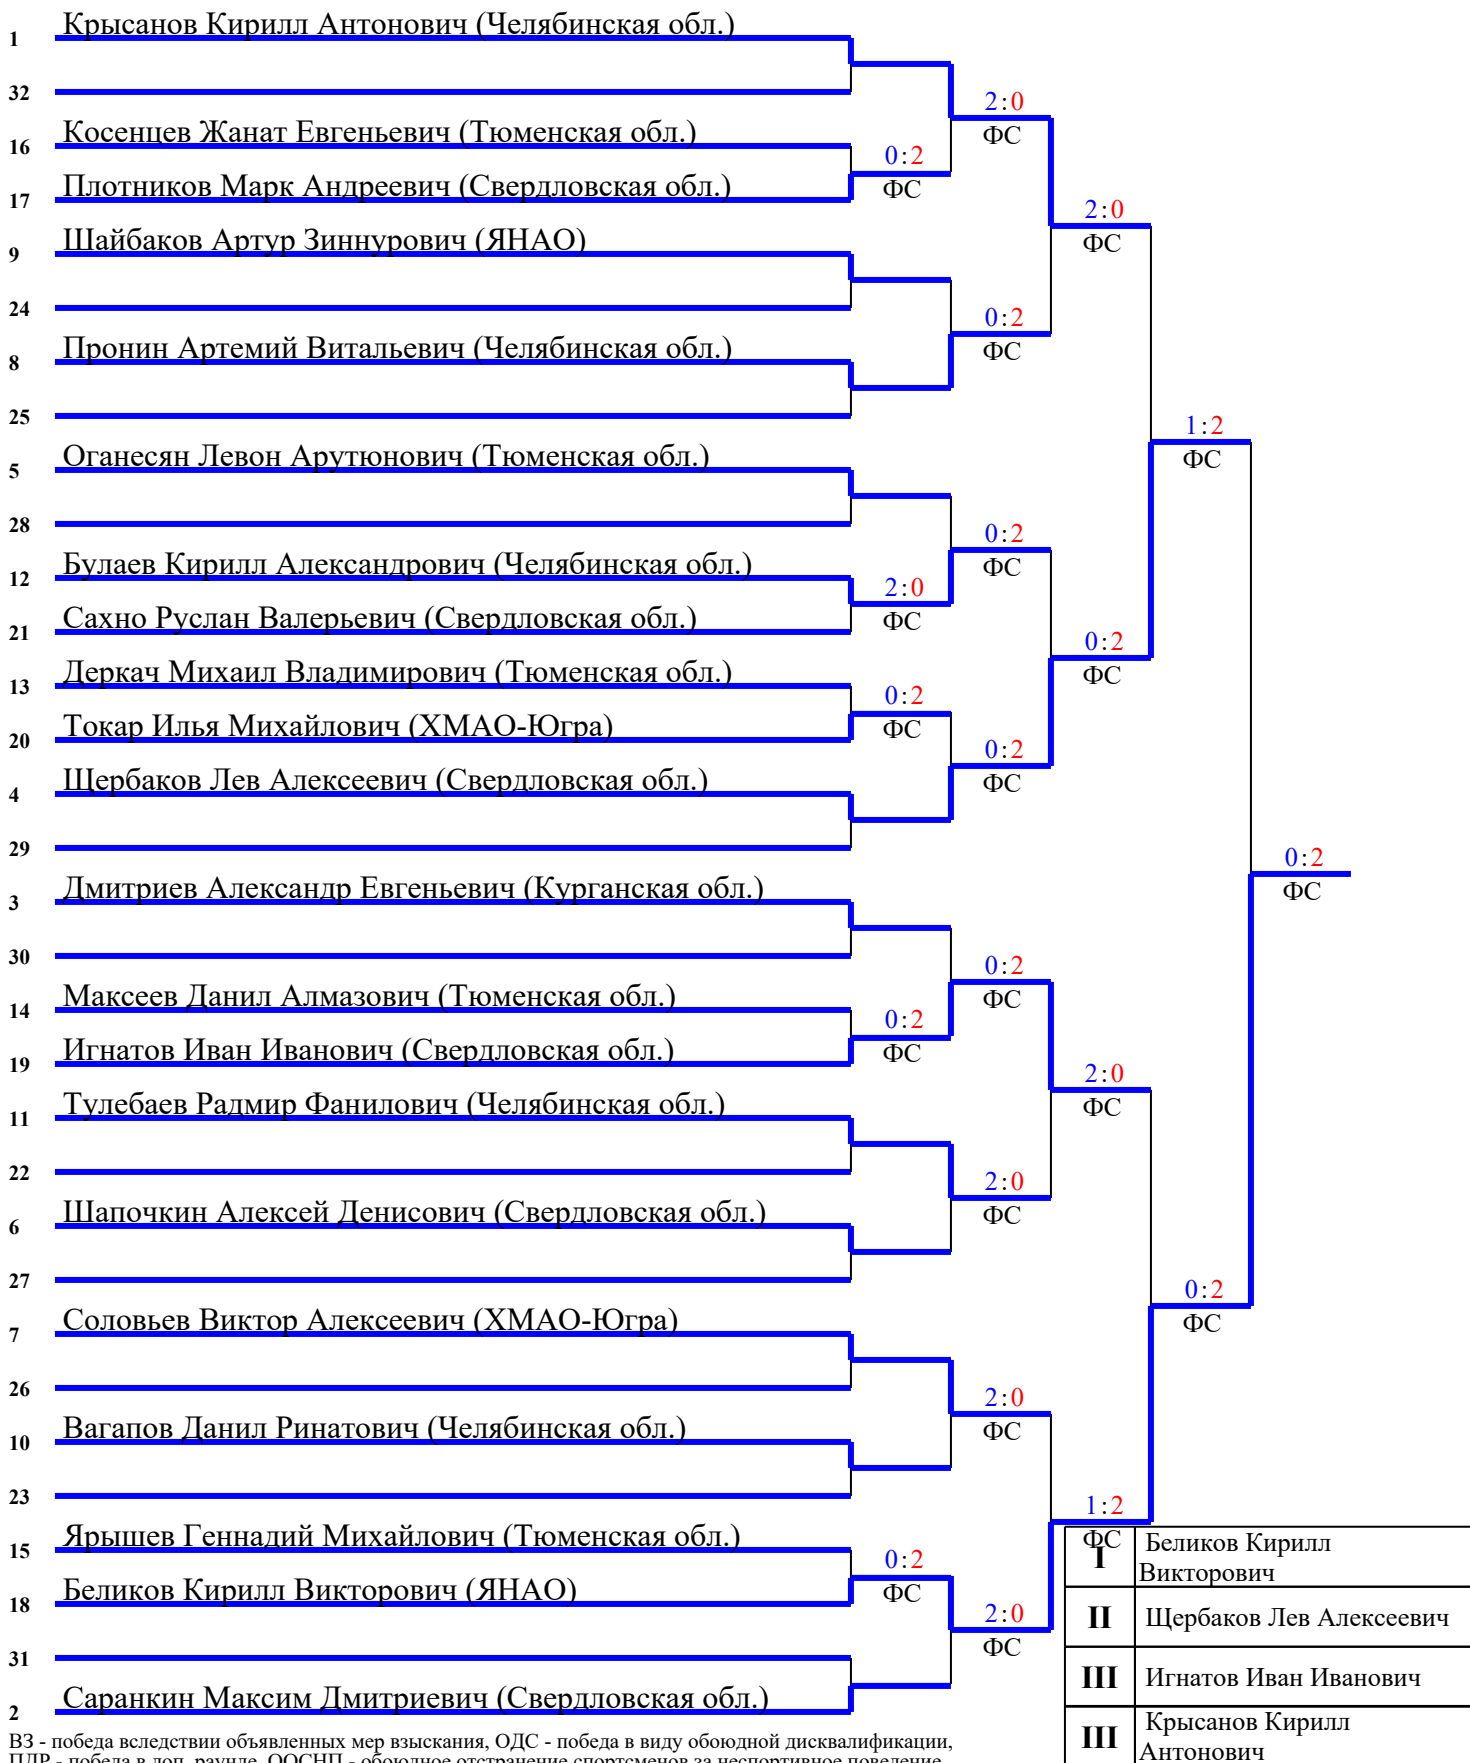 Крысанов Кирилл Антонович (Челябинская обл.)
1
32
2:0
ФС
Косенцев Жанат Евгеньевич (Тюменская обл.)
16
0:2
ФС
Плотников Марк Андреевич (Свердловская обл.)
17
2:0
ФС
Шайбаков Артур Зиннурович (ЯНАО)
9
24
0:2
ФС
Пронин Артемий Витальевич (Челябинская обл.)
8
25
1:2
ФС
Оганесян Левон Арутюнович (Тюменская обл.)
5
28
0:2
ФС
Булаев Кирилл Александрович (Челябинская обл.)
12
2:0
ФС
Сахно Руслан Валерьевич (Свердловская обл.)
21
0:2
ФС
Деркач Михаил Владимирович (Тюменская обл.)
13
0:2
ФС
Токар Илья Михайлович (ХМАО-Югра)
20
0:2
ФС
Щербаков Лев Алексеевич (Свердловская обл.)
4
29
0:2
ФС
Дмитриев Александр Евгеньевич (Курганская обл.)
3
30
0:2
ФС
Максеев Данил Алмазович (Тюменская обл.)
14
0:2
ФС
Игнатов Иван Иванович (Свердловская обл.)
19
2:0
ФС
Тулебаев Радмир Фанилович (Челябинская обл.)
11
22
2:0
ФС
Шапочкин Алексей Денисович (Свердловская обл.)
6
27
0:2
ФС
Соловьев Виктор Алексеевич (ХМАО-Югра)
7
26
2:0
ФС
Вагапов Данил Ринатович (Челябинская обл.)
10
23
1:2
ФС
Ярышев Геннадий Михайлович (Тюменская обл.)
15
0:2
ФС
Беликов Кирилл Викторович (ЯНАО)
18
2:0
ФС
31
Саранкин Максим Дмитриевич (Свердловская обл.)
2
I Беликов Кирилл
Викторович
II Щербаков Лев Алексеевич
III Игнатов Иван Иванович
III Крысанов Кирилл
Антонович
ВЗ - победа вследствии объявленных мер взыскания, ОДС - победа в виду обоюдной дисквалификации,
ПДР - победа в доп. раунде, ООСНП - обоюдное отстранение спортсменов за неспортивное поведение,